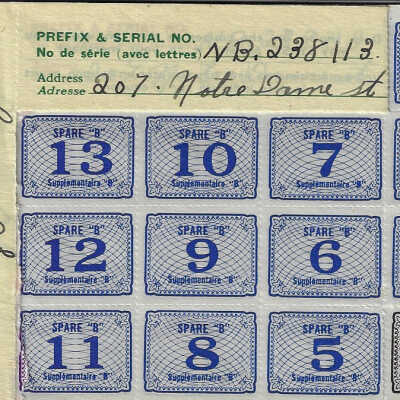 PREFIX & SERIAL NO.
No de série (avec lettres) NB. 238113.
Address
Adresse 207. Notre Dame st
SPARE "B" SPARE "B" SPARE "B"
13 10 7
Supplémentaire "B" Supplémentaire "B" Supplémentaire "B"
SPARE "B" SPARE "B" SPARE "B"
12 9 6
Supplémentaire "B" Supplémentaire "B" Supplémentaire "B"
SPARE "B" SPARE "B" SPARE "B"
11 8 5
Supplémentaire "B" Supplémentaire "B" Supplémentaire "B"